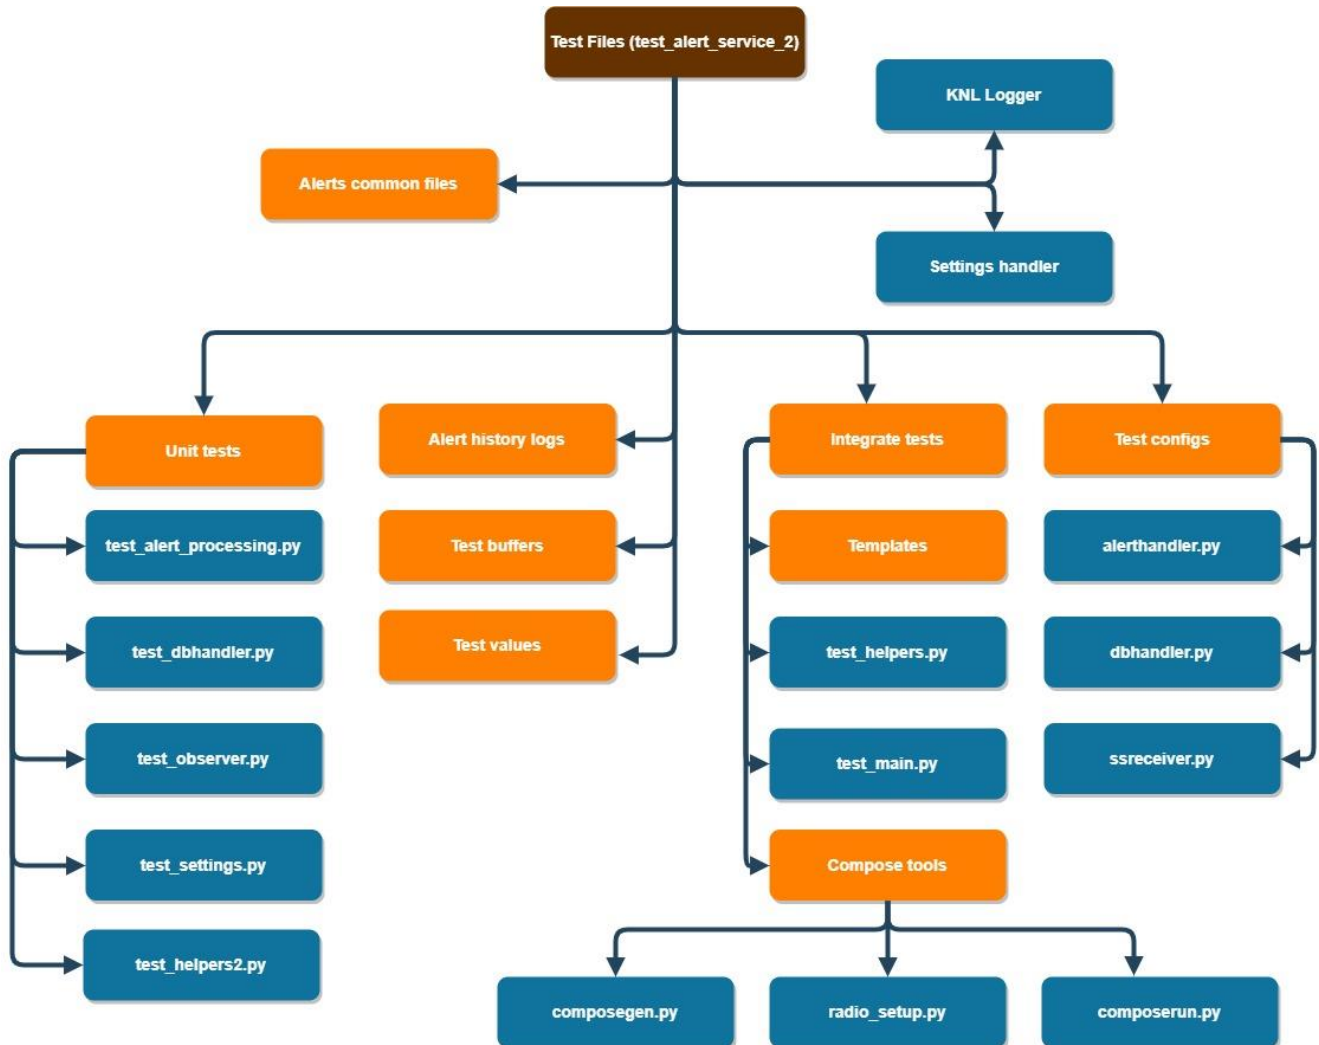 Test Files (test_alert_service_2)
KNL Logger
Alerts common files
Settings handler
Unit tests
Alert history logs
Integrate tests
Test configs
test_alert_processing.py
Test buffers
Templates
alerthandler.py
test_dbhandler.py
Test values
test_helpers.py
dbhandler.py
test_observer.py
test_main.py
ssreceiver.py
test_settings.py
Compose tools
test_helpers2.py
composegen.py
radio_setup.py
composerun.py